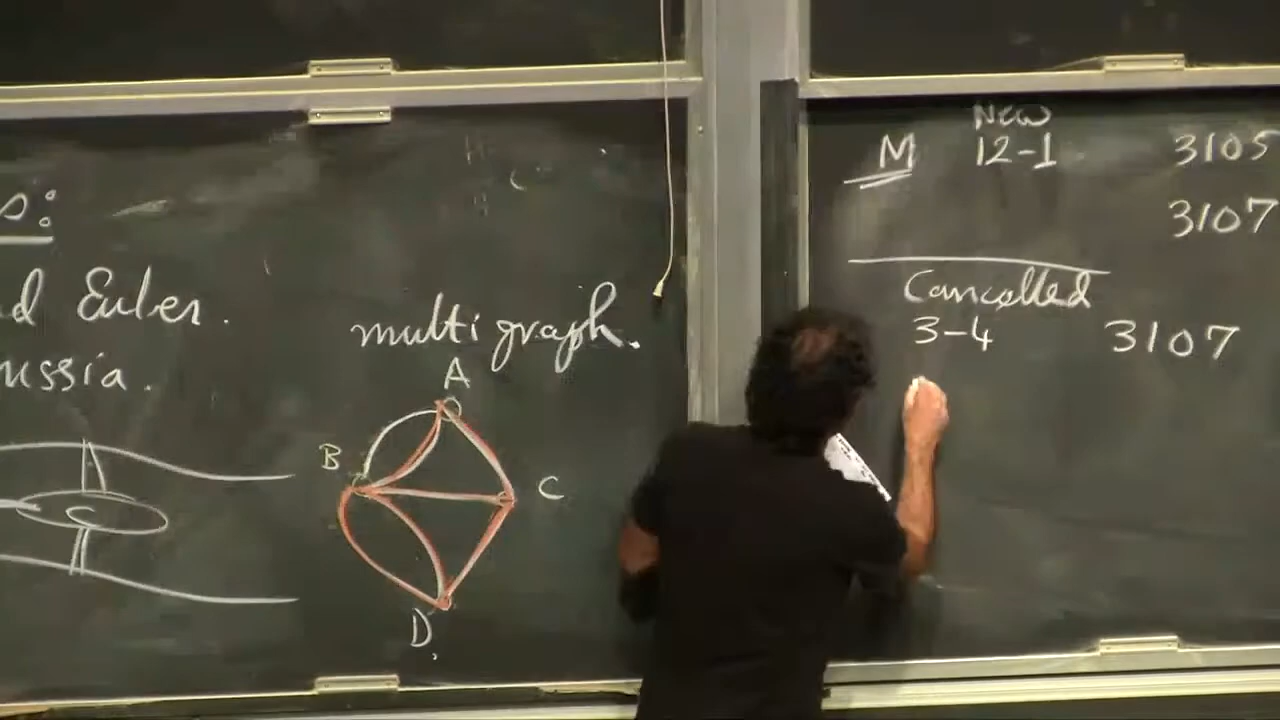 s:
d Euler.
ussia.
C
multigraph.
A
B
C
D
New
M 12-1 3105
3107
Cancelled
3-4 3107